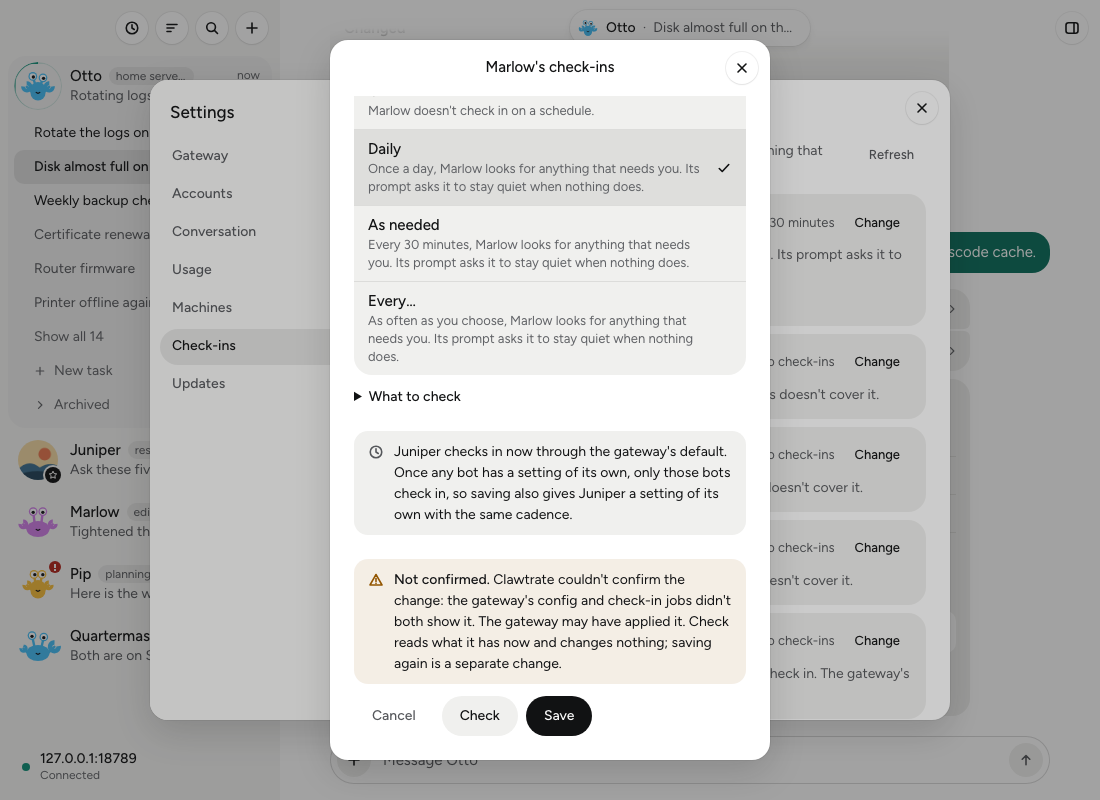 Otto · Disk almost full on th...
Otto home serve... now
Rotating logs
Rotate the logs on
Disk almost full on
Weekly backup che
Certificate renewa
Router firmware
Printer offline again
Show all 14
New task
Archived
Juniper res
Ask these fiv
Marlow edi
Tightened th
Pip planning
Here is the w
Quartermas
Both are on S
127.0.0.1:18789
Connected
Settings
Gateway
Accounts
Conversation
Usage
Machines
Check-ins
Updates
Marlow's check-ins
Marlow doesn't check in on a schedule.
Daily
Once a day, Marlow looks for anything that needs you. Its
prompt asks it to stay quiet when nothing does.
As needed
Every 30 minutes, Marlow looks for anything that needs
you. Its prompt asks it to stay quiet when nothing does.
Every...
As often as you choose, Marlow looks for anything that
needs you. Its prompt asks it to stay quiet when nothing
does.
What to check
Juniper checks in now through the gateway's default.
Once any bot has a setting of its own, only those bots
check in, so saving also gives Juniper a setting of its
own with the same cadence.
Not confirmed. Clawtrate couldn't confirm the
change: the gateway's config and check-in jobs didn't
both show it. The gateway may have applied it. Check
reads what it has now and changes nothing; saving
again is a separate change.
Cancel Check Save
ning that
Refresh
30 minutes Change
. Its prompt asks it to
o check-ins Change
s doesn't cover it.
o check-ins Change
doesn't cover it.
o check-ins Change
esn't cover it.
o check-ins Change
heck in. The gateway's
scode cache.
Message Otto